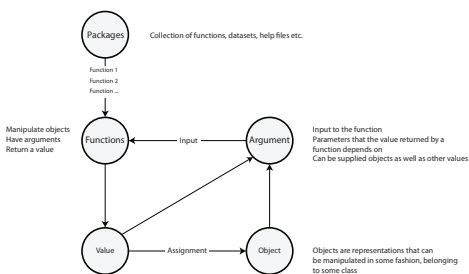 Packages
Collection of functions, datasets, help files etc.
Function 1
Function 2
Function ...
Manipulate objects
Have arguments
Return a value
Functions
Input
Argument
Input to the function
Parameters that the value returned by a
function depends on
Can be supplied objects as well as other values
Value
Assignment
Object
Objects are representations that can
be manipulated in some fashion, belonging
to some class